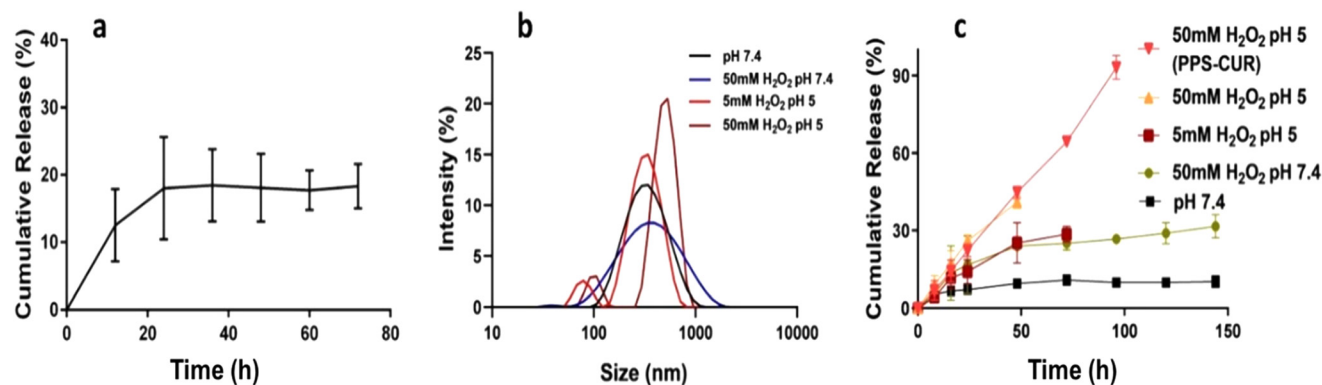 a
Cumulative Release (%)
40
30
20
10
0
0 20 40 60 80
Time (h)
b
Intensity (%)
25
20
15
10
5
0
10 100 1000 10000
Size (nm)
pH 7.4
50mM H₂O₂ pH 7.4
5mM H₂O₂ pH 5
50mM H₂O₂ pH 5
c
Cumulative Release (%)
90
60
30
0
0 50 100 150
Time (h)
50mM H₂O₂ pH 5
(PPS-CUR)
50mM H₂O₂ pH 5
5mM H₂O₂ pH 5
50mM H₂O₂ pH 7.4
pH 7.4